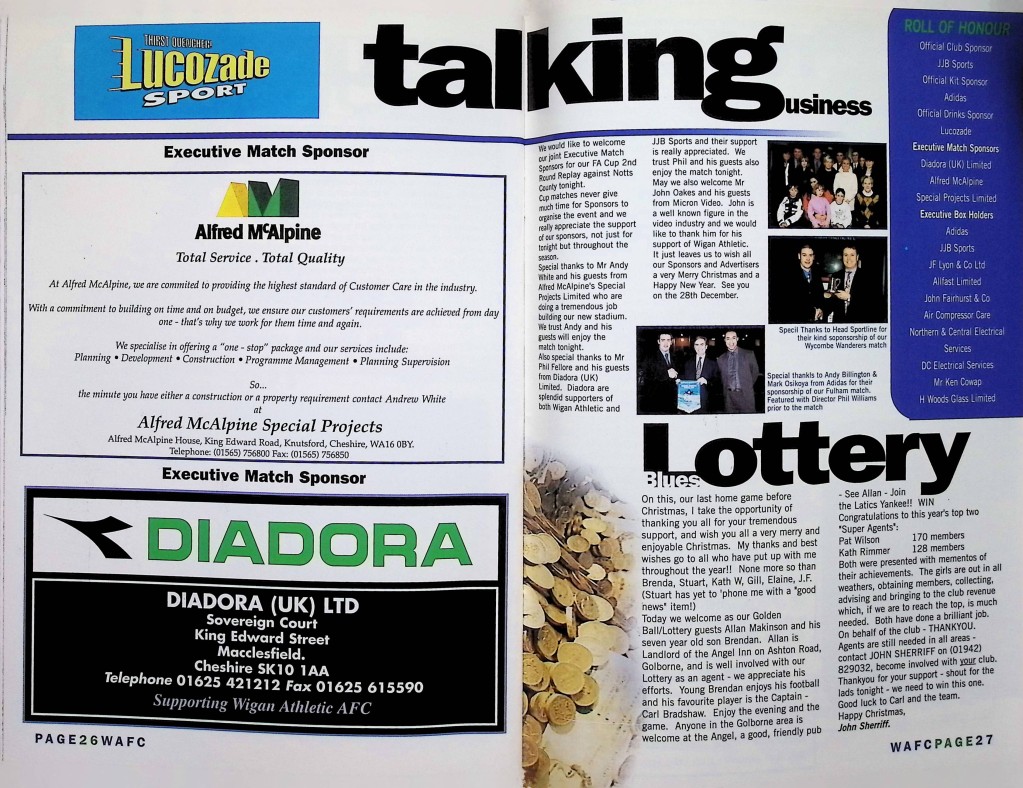 THIRST QUENCHER
LUCOZADE
SPORT
talking
Business
Executive Match Sponsor
AM
Alfred McAlpine
Total Service . Total Quality
At Alfred McAlpine, we are commited to providing the highest standard of Customer Care in the industry.
With a commitment to building on time and on budget, we ensure our customers' requirements are achieved from day
one - that's why we work for them time and again.
We specialise in offering a "one - stop" package and our services include:
Planning • Development • Construction • Programme Management • Planning Supervision
So...
the minute you have either a construction or a property requirement contact Andrew White
at
Alfred McAlpine Special Projects
Alfred McAlpine House, King Edward Road, Knutsford, Cheshire, WA16 0BY.
Telephone: (01565) 756800 Fax: (01565) 756850
Executive Match Sponsor
DIADORA
DIADORA (UK) LTD
Sovereign Court
King Edward Street
Macclesfield.
Cheshire SK10 1AA
Telephone 01625 421212 Fax 01625 615590
Supporting Wigan Athletic AFC
PAGE26WAFC
We would like to welcome
our joint Executive Match
Sponsors for our FA Cup 2nd
Round Replay against Notts
County tonight.
Cup matches never give
much time for Sponsors to
organise the event and we
really appreciate the support
of our sponsors, not just for
tonight but throughout the
season.
Special thanks to Mr Andy
White and his guests from
Alfred McAlpine's Special
Projects Limited who are
doing a tremendous job
building our new stadium.
We trust Andy and his
guests will enjoy the
match tonight.
Also special thanks to Mr
Phil Fellore and his guests
from Diadora (UK)
Limited. Diadora are
splendid supporters of
both Wigan Athletic and
JJB Sports and their support
is really appreciated. We
trust Phil and his guests also
enjoy the match tonight.
May we also welcome Mr
John Oakes and his guests
from Micron Video. John is
a well known figure in the
video industry and we would
like to thank him for his
support of Wigan Athletic.
It just leaves us to wish all
our Sponsors and Advertisers
a very Merry Christmas and a
Happy New Year. See you
on the 28th December.
Specil Thanks to Head Sportline for
their kind soponsorship of our
Wycombe Wanderers match
Special thankls to Andy Billington &
Mark Osikoya from Adidas for their
sponsorship of our Fulham match.
Featured with Director Phil Williams
prior to the match
ROLL OF HONOUR
Official Club Sponsor
JJB Sports
Official Kit Sponsor
Adidas
Official Drinks Sponsor
Lucozade
Executive Match Sponsors
Diadora (UK) Limited
Alfred McAlpine
Special Projects Limited
Executive Box Holders
Adidas
JJB Sports
JF Lyon & Co Ltd
Allfast Limited
John Fairhurst & Co
Air Compressor Care
Northern & Central Electrical
Services
DC Electrical Services
Mr Ken Cowap
H Woods Glass Limited
Blues Lottery
On this, our last home game before
Christmas, I take the opportunity of
thanking you all for your tremendous
support, and wish you all a very merry and
enjoyable Christmas. My thanks and best
wishes go to all who have put up with me
throughout the year!! None more so than
Brenda, Stuart, Kath W, Gill, Elaine, J.F.
(Stuart has yet to 'phone me with a "good
news" item!)
Today we welcome as our Golden
Ball/Lottery guests Allan Makinson and his
seven year old son Brendan. Allan is
Landlord of the Angel Inn on Ashton Road,
Golborne, and is well involved with our
Lottery as an agent - we appreciate his
efforts. Young Brendan enjoys his football
and his favourite player is the Captain -
Carl Bradshaw. Enjoy the evening and the
game. Anyone in the Golborne area is
welcome at the Angel, a good, friendly pub
- See Allan - Join
the Latics Yankee!! WIN
Congratulations to this year's top two
"Super Agents":
Pat Wilson 170 members
Kath Rimmer 128 members
Both were presented with mementos of
their achievements. The girls are out in all
weathers, obtaining members, collecting,
advising and bringing to the club revenue
which, if we are to reach the top, is much
needed. Both have done a brilliant job.
On behalf of the club - THANKYOU.
Agents are still needed in all areas -
contact JOHN SHERRIFF on (01942)
829032, become involved with your club.
Thankyou for your support - shout for the
lads tonight - we need to win this one.
Good luck to Carl and the team.
Happy Christmas,
John Sherriff.
WAFCPAGE27